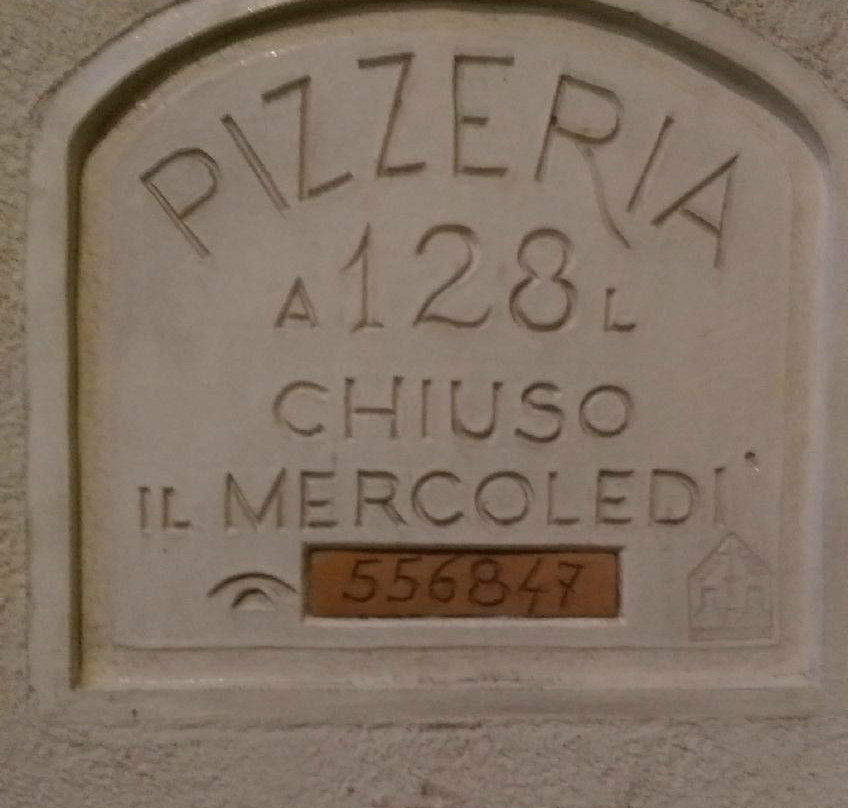 PIZZERIA
A 128 L
CHIUSO
IL MERCOLEDI'
556847